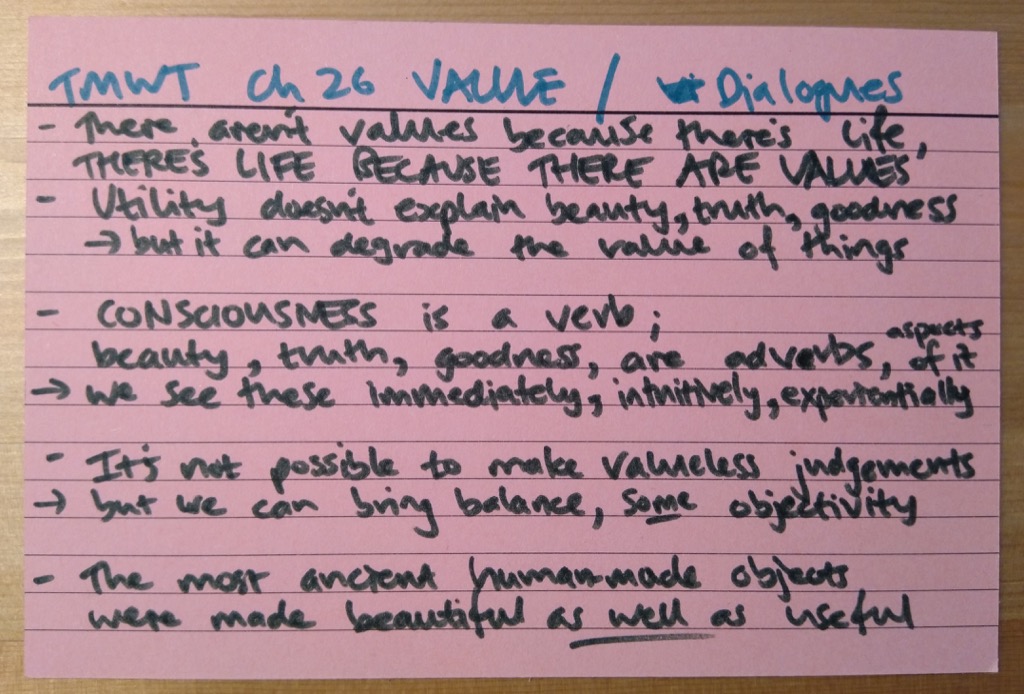 TMWT Ch 26 VALUE / Dialogues
- There aren't values because there's life,
THERE'S LIFE BECAUSE THERE ARE VALUES
- Utility doesn't explain beauty, truth, goodness
→ but it can degrade the value of things
- CONSCIOUSNESS is a verb;
beauty, truth, goodness, are adverbs, aspects of it
→ we see these immediately, intuitively, experientially
- It's not possible to make valueless judgements
→ but we can bring balance, some objectivity
- The most ancient human-made objects
were made beautiful as well as useful